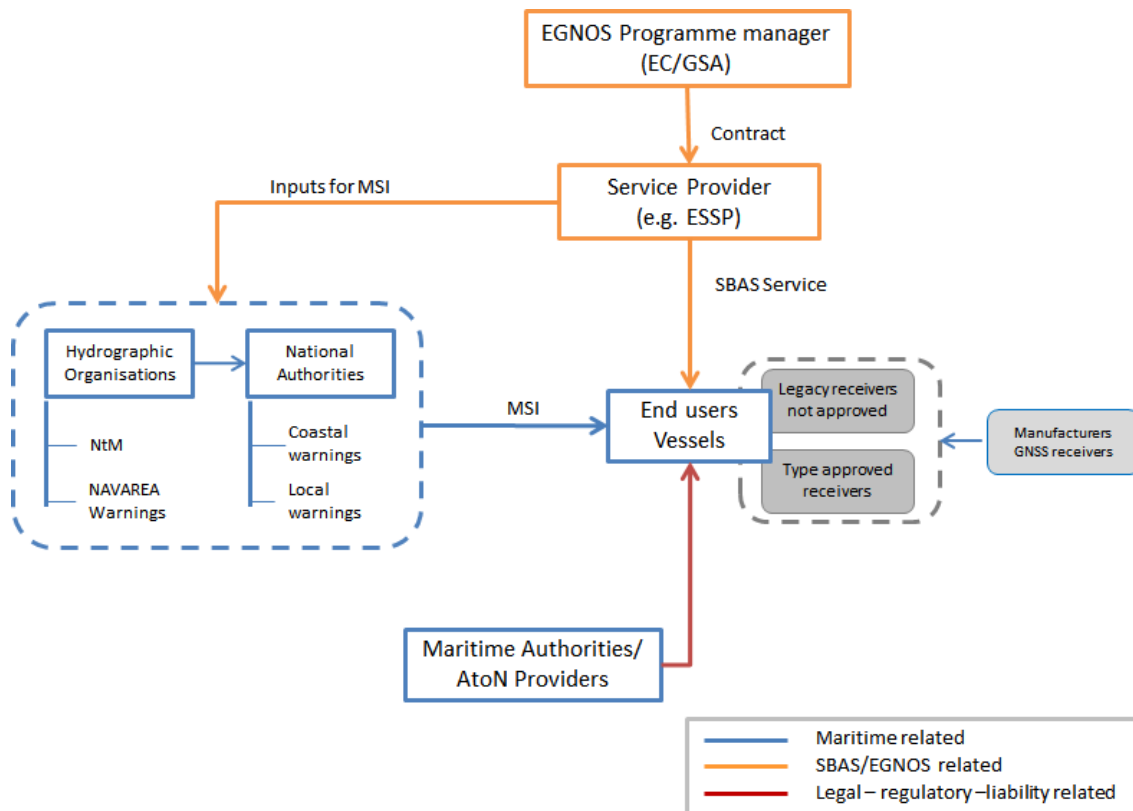 EGNOS Programme manager
(EC/GSA)
Contract
Inputs for MSI
Service Provider
(e.g. ESSP)
SBAS Service
Hydrographic
Organisations
National
Authorities
NtM
NAVAREA
Warnings
Coastal
warnings
Local
warnings
MSI
End users
Vessels
Legacy receivers
not approved
Type approved
receivers
Manufacturers
GNSS receivers
Maritime Authorities/
AtoN Providers
Maritime related
SBAS/EGNOS related
Legal – regulatory –liability related